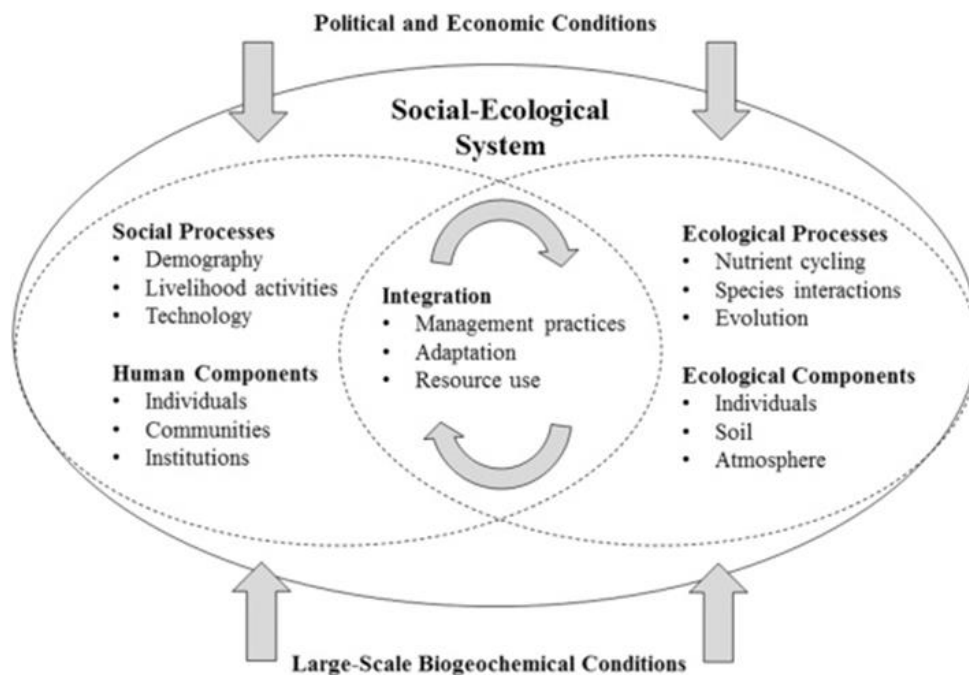 Political and Economic Conditions
Social-Ecological
System
Social Processes
• Demography
• Livelihood activities
• Technology
Human Components
• Individuals
• Communities
• Institutions
Integration
• Management practices
• Adaptation
• Resource use
Ecological Processes
• Nutrient cycling
• Species interactions
• Evolution
Ecological Components
• Individuals
• Soil
• Atmosphere
Large-Scale Biogeochemical Conditions